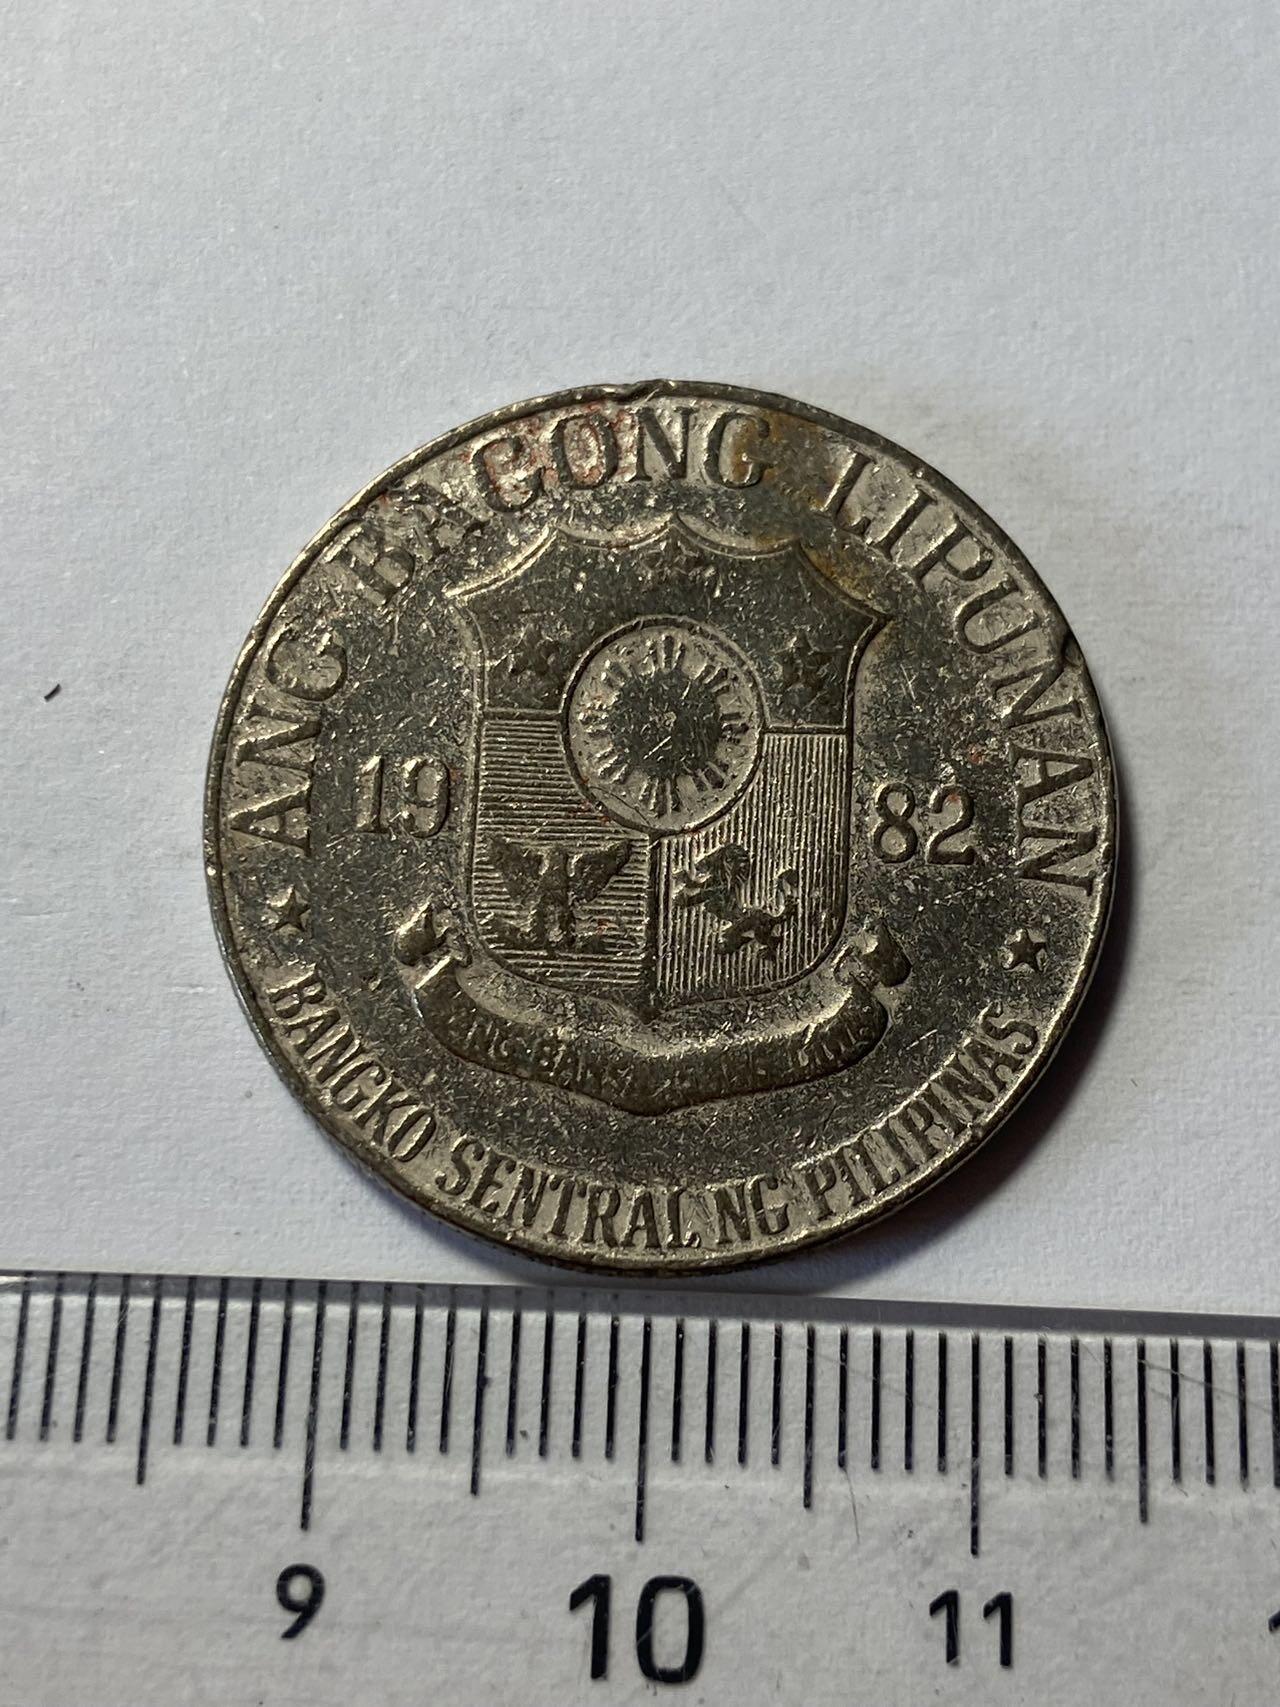 ANG BAGONG LIPUNAN
19 82
BANGKO SENTRAL NG PILIPINAS
9 10 11